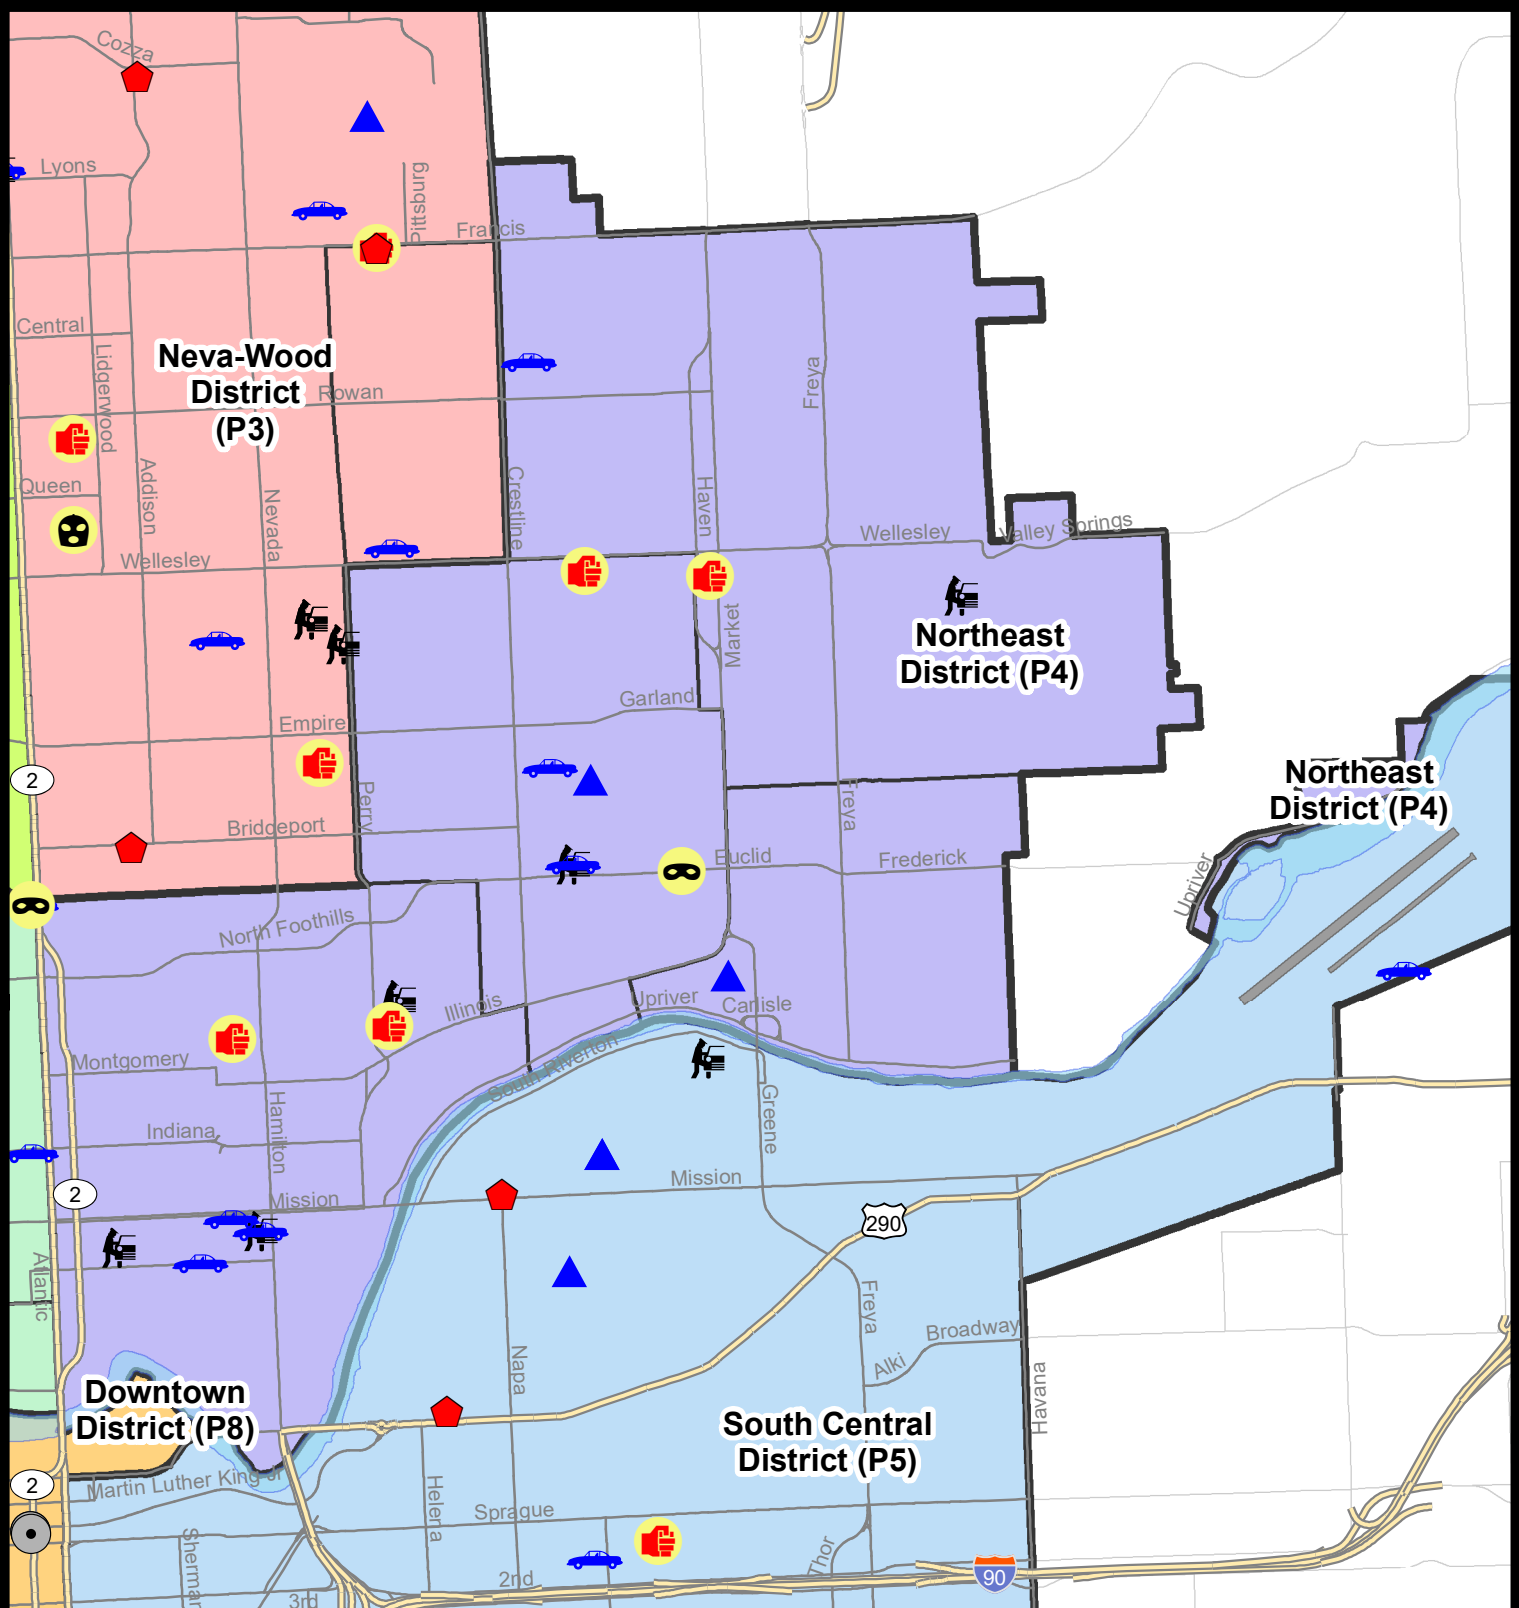 Cozza
Lyons
Pittsburg
Francis
Central
Lidgerwood
Neva-Wood
District
(P3)
Rowan
Freya
Queen
Addison
Nevada
Crestline
Haven
Wellesley
Wellesley
Valley Springs
Market
Northeast
District (P4)
Garland
Empire
2
Perry
Freya
Northeast
District (P4)
Bridgeport
Euclid
Frederick
Upriver
North Foothills
Illinois
Upriver
Carlisle
Montgomery
South Riverton
Hamilton
Greene
Indiana
Mission
Mission
2
290
Atlantic
Napa
Freya
Broadway
Alki
Havana
Downtown
District (P8)
South Central
District (P5)
2
Martin Luther King Jr
Helena
Sprague
Sherman
Thor
2nd
3rd
90